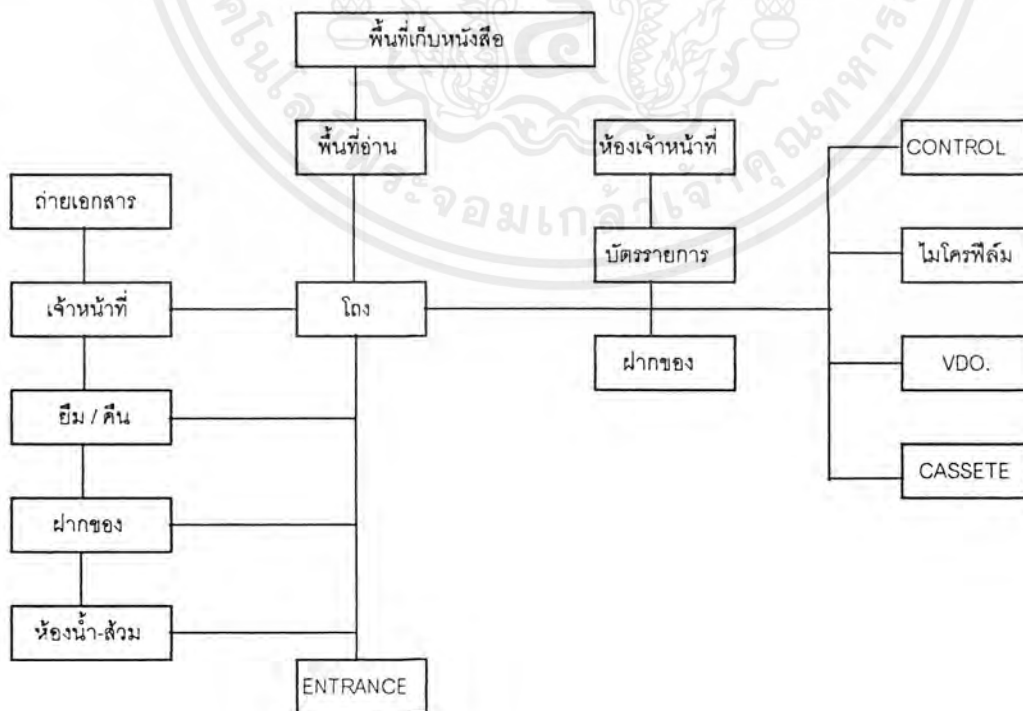 พื้นที่เก็บหนังสือ
พื้นที่อ่าน
ห้องเจ้าหน้าที่
CONTROL
ถ่ายเอกสาร
บัตรรายการ
ไมโครฟีล์ม
เจ้าหน้าที่
โถง
ฝากของ
VDO.
ยืม / คืน
CASSETE
ฝากของ
ห้องน้ำ-ส้วม
ENTRANCE